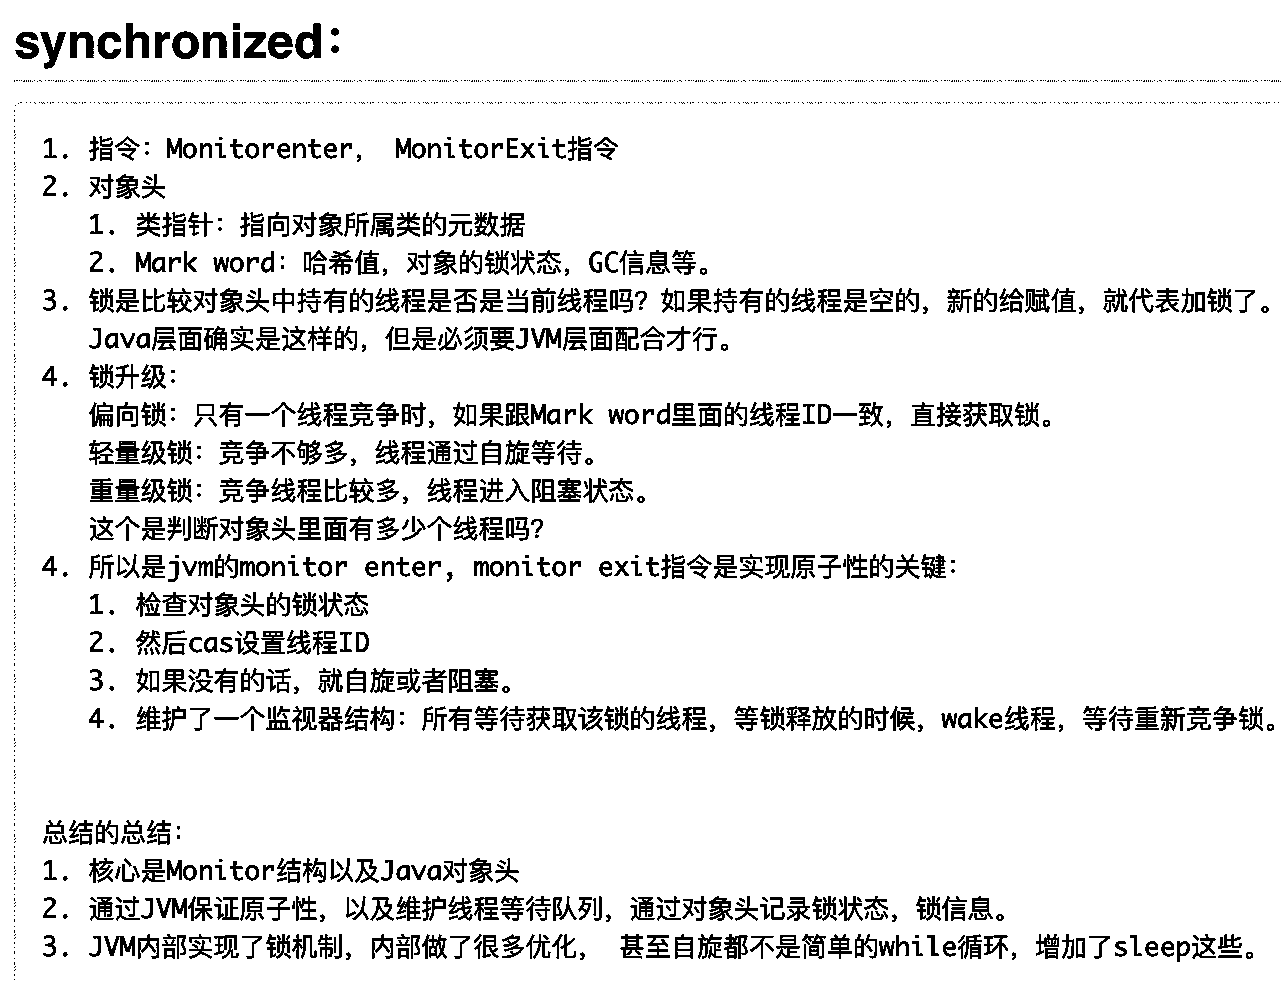 synchronized：
1. 指令：Monitorenter， MonitorExit指令
2. 对象头
1. 类指针：指向对象所属类的元数据
2. Mark word：哈希值，对象的锁状态，GC信息等。
3. 锁是比较对象头中持有的线程是否是当前线程吗？如果持有的线程是空的，新的给赋值，就代表加锁了。
Java层面确实是这样的，但是必须要JVM层面配合才行。
4. 锁升级：
偏向锁：只有一个线程竞争时，如果跟Mark word里面的线程ID一致，直接获取锁。
轻量级锁：竞争不够多，线程通过自旋等待。
重量级锁：竞争线程比较多，线程进入阻塞状态。
这个是判断对象头里面有多少个线程吗？
4. 所以是jvm的monitor enter, monitor exit指令是实现原子性的关键：
1. 检查对象头的锁状态
2. 然后cas设置线程ID
3. 如果没有的话，就自旋或者阻塞。
4. 维护了一个监视器结构：所有等待获取该锁的线程，等锁释放的时候，wake线程，等待重新竞争锁。
总结的总结：
1. 核心是Monitor结构以及Java对象头
2. 通过JVM保证原子性，以及维护线程等待队列，通过对象头记录锁状态，锁信息。
3. JVM内部实现了锁机制，内部做了很多优化， 甚至自旋都不是简单的while循环，增加了sleep这些。